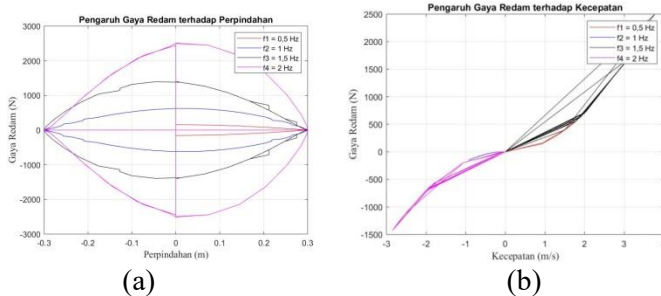 Pengaruh Gaya Redam terhadap Perpindahan
f1 = 0,5 Hz
f2 = 1 Hz
f3 = 1,5 Hz
f4 = 2 Hz
Gaya Redam (N)
3000
2000
1000
0
-1000
-2000
-3000
-0.3
-0.2
-0.1
0
0.1
0.2
0.3
Perpindahan (m)
(a)
Pengaruh Gaya Redam terhadap Kecepatan
f1 = 0,5 Hz
f2 = 1 Hz
f3 = 1,5 Hz
f4 = 2 Hz
Gaya Redam (N)
2500
2000
1500
1000
500
0
-500
-1000
-1500
-4
-3
-2
-1
0
1
2
3
Kecepatan (m/s)
(b)